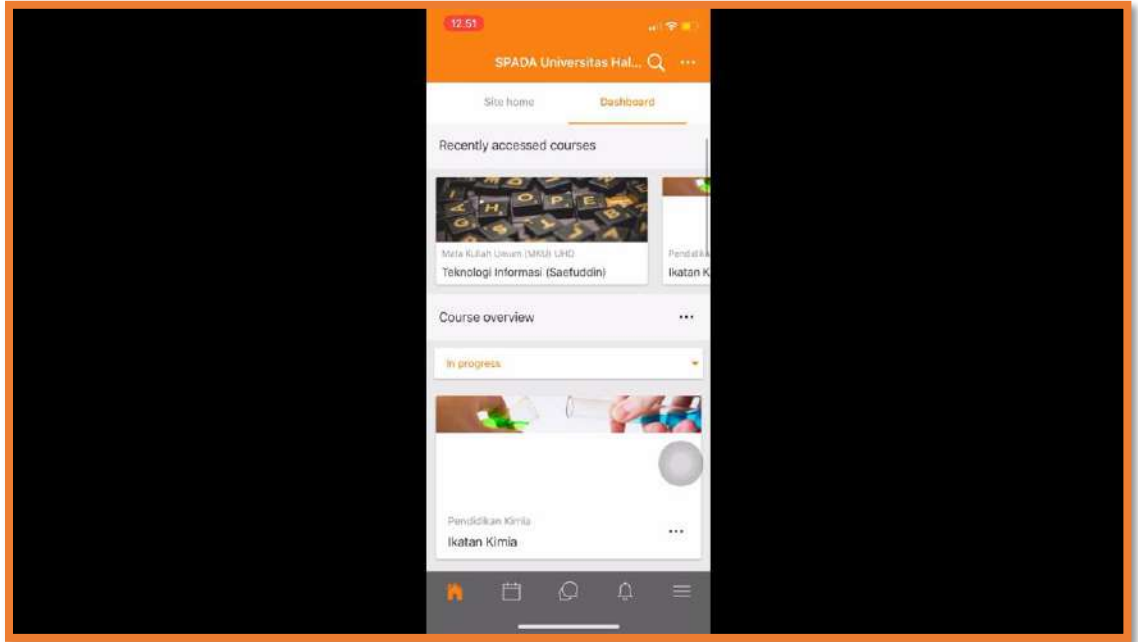 12.51
SPADA Universitas Hal...
Site home
Dashboard
Recently accessed courses
H O P E
Mata Kuliah Umum (MKU) UHO
Teknologi Informasi (Saefuddin)
Ikatan K
Course overview
In progress
Pendidikan Kimia
Ikatan Kimia